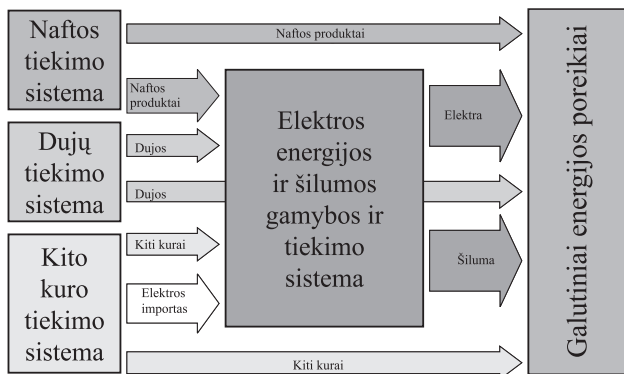 Naftos
tiekimo
sistema
Dujų
tiekimo
sistema
Kito
kuro
tiekimo
sistema
Naftos produktai
Naftos
produktai
Dujos
Dujos
Kiti kurai
Elektros
importas
Kiti kurai
Elektros
energijos
ir šilumos
gamybos ir
tiekimo
sistema
Elektra
Šiluma
Galutiniai energijos poreikiai